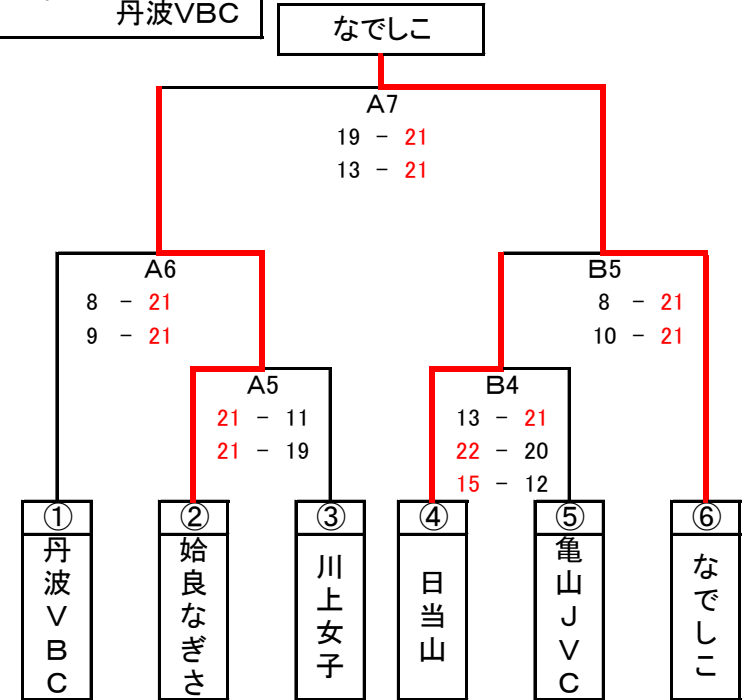 丹波VBC
なでしこ
A7
19 - 21
13 - 21
A6
8 - 21
9 - 21
B5
8 - 21
10 - 21
A5
21 - 11
21 - 19
B4
13 - 21
22 - 20
15 - 12
① ② ③ ④ ⑤ ⑥
丹波VBC
姶良なぎさ
川上女子
日当山
亀山JVC
なでしこ